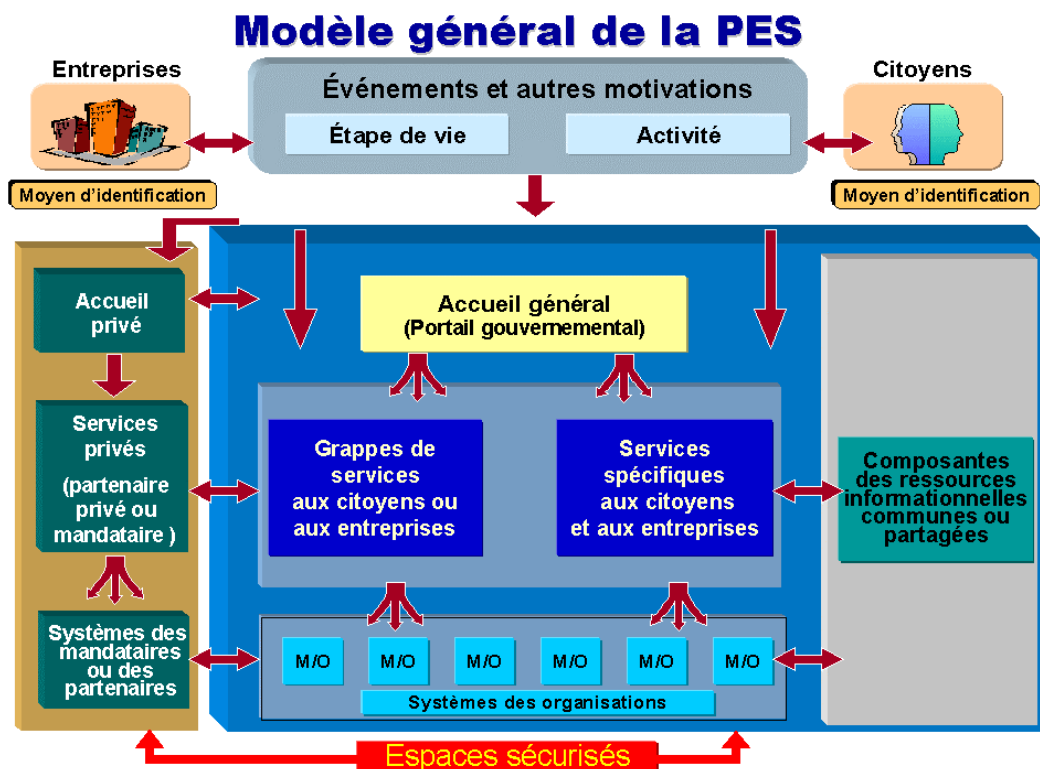 Modèle général de la PES
Entreprises
Citoyens
Événements et autres motivations
Étape de vie
Activité
Moyen d'identification
Moyen d'identification
Accueil
privé
Accueil général
(Portail gouvernemental)
Services
privés
(partenaire
privé ou
mandataire )
Grappes de
services
aux citoyens ou
aux entreprises
Services
spécifiques
aux citoyens
et aux entreprises
Composantes
des ressources
informationnelles
communes ou
partagées
Systèmes des
mandataires
ou des
partenaires
M/O
M/O
M/O
M/O
M/O
M/O
Systèmes des organisations
Espaces sécurisés